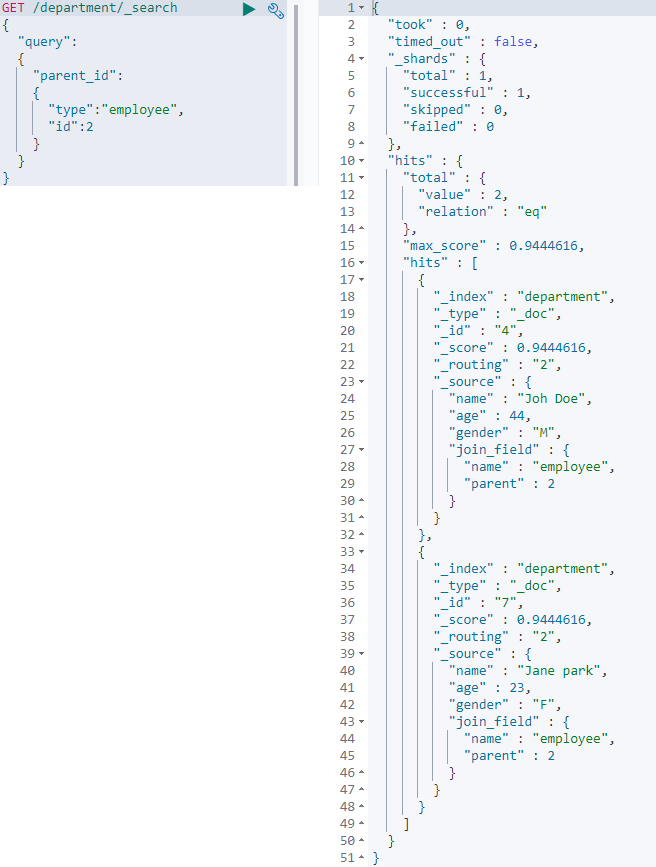 GET /department/_search
{
  "query":
  {
    "parent_id":
    {
      "type":"employee",
      "id":2
    }
  }
}
1 {
2   "took" : 0,
3   "timed_out" : false,
4   "_shards" : {
5     "total" : 1,
6     "successful" : 1,
7     "skipped" : 0,
8     "failed" : 0
9   },
10   "hits" : {
11     "total" : {
12       "value" : 2,
13       "relation" : "eq"
14     },
15     "max_score" : 0.9444616,
16     "hits" : [
17       {
18         "_index" : "department",
19         "_type" : "_doc",
20         "_id" : "4",
21         "_score" : 0.9444616,
22         "_routing" : "2",
23         "_source" : {
24           "name" : "Joh Doe",
25           "age" : 44,
26           "gender" : "M",
27           "join_field" : {
28             "name" : "employee",
29             "parent" : 2
30           }
31         }
32       },
33       {
34         "_index" : "department",
35         "_type" : "_doc",
36         "_id" : "7",
37         "_score" : 0.9444616,
38         "_routing" : "2",
39         "_source" : {
40           "name" : "Jane park",
41           "age" : 23,
42           "gender" : "F",
43           "join_field" : {
44             "name" : "employee",
45             "parent" : 2
46           }
47         }
48       }
49     ]
50   }
51 }